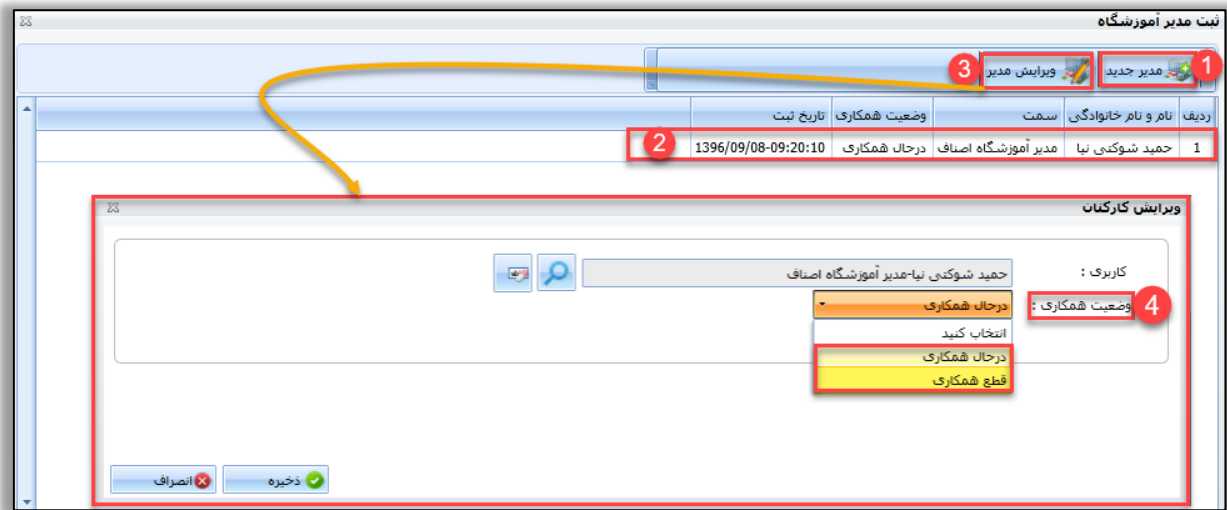 ثبت مدیر آموزشگاه
1 مدیر جدید 3 ویرایش مدیر
ردیف نام و نام خانوادگی سمت وضعیت همکاری تاریخ ثبت
1 حمید شوکتی نیا مدیر آموزشگاه اصناف درحال همکاری 1396/09/08-09:20:10 2
ویرایش کارکنان
کاربری : حمید شوکتی نیا-مدیر آموزشگاه اصناف
4 وضعیت همکاری : درحال همکاری
انتخاب کنید
درحال همکاری
قطع همکاری
ذخیره انصراف